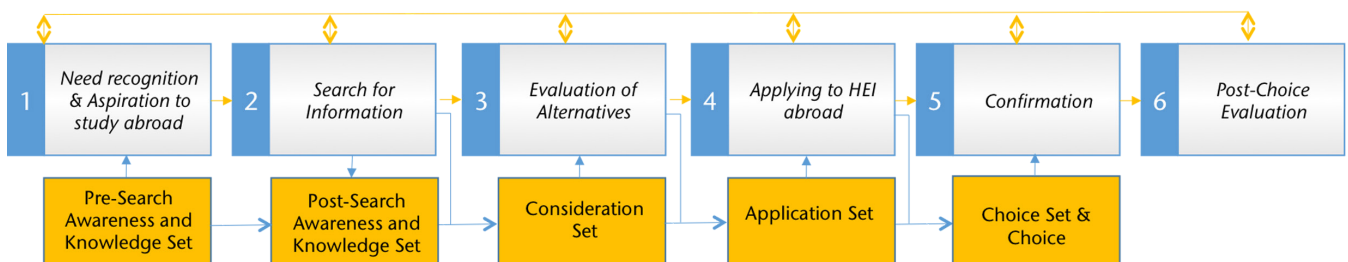 1
Need recognition
& Aspiration to
study abroad
2
Search for
Information
3
Evaluation of
Alternatives
4
Applying to HEI
abroad
5
Confirmation
6
Post-Choice
Evaluation
Pre-Search
Awareness and
Knowledge Set
Post-Search
Awareness and
Knowledge Set
Consideration
Set
Application Set
Choice Set &
Choice